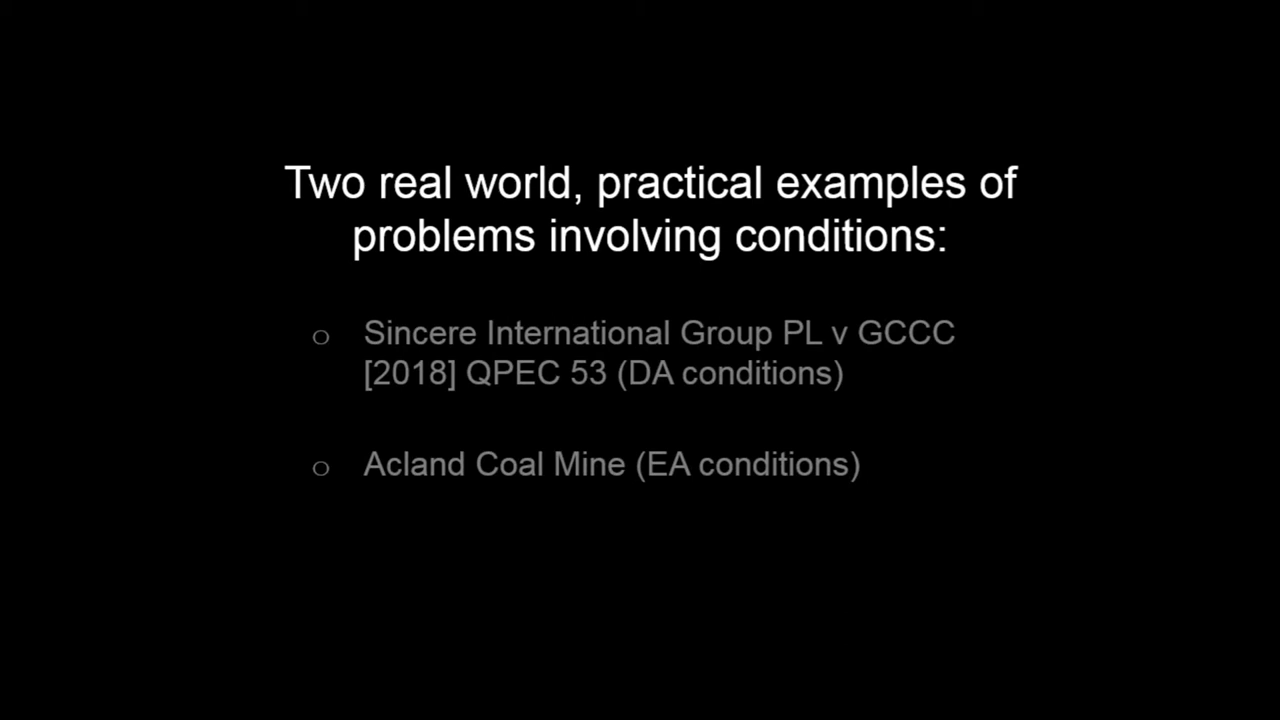 Two real world, practical examples of
problems involving conditions:
o Sincere International Group PL v GCCC
[2018] QPEC 53 (DA conditions)
o Acland Coal Mine (EA conditions)